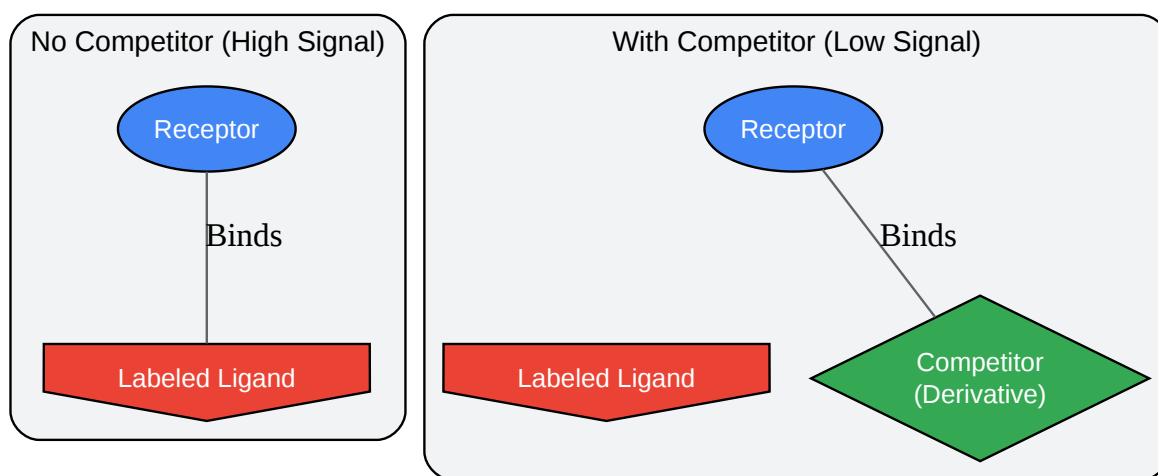 No Competitor (High Signal)
Receptor
Binds
Labeled Ligand
With Competitor (Low Signal)
Receptor
Binds
Labeled Ligand
Competitor
(Derivative)